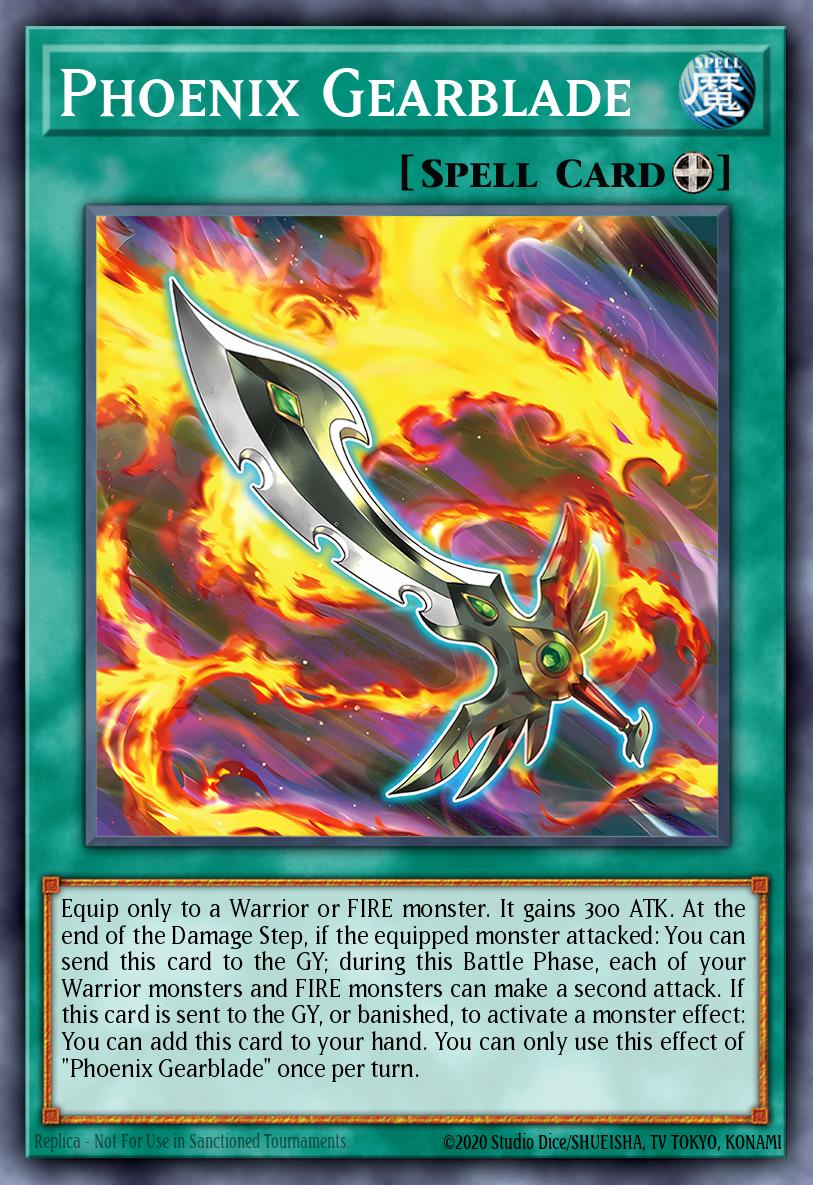 Phoenix Gearblade
SPELL
魔
[Spell Card]
Equip only to a Warrior or FIRE monster. It gains 300 ATK. At the
end of the Damage Step, if the equipped monster attacked: You can
send this card to the GY; during this Battle Phase, each of your
Warrior monsters and FIRE monsters can make a second attack. If
this card is sent to the GY, or banished, to activate a monster effect:
You can add this card to your hand. You can only use this effect of
"Phoenix Gearblade" once per turn.
Replica - Not For Use in Sanctioned Tournaments.
©2020 Studio Dice/SHUEISHA, TV TOKYO, KONAMI